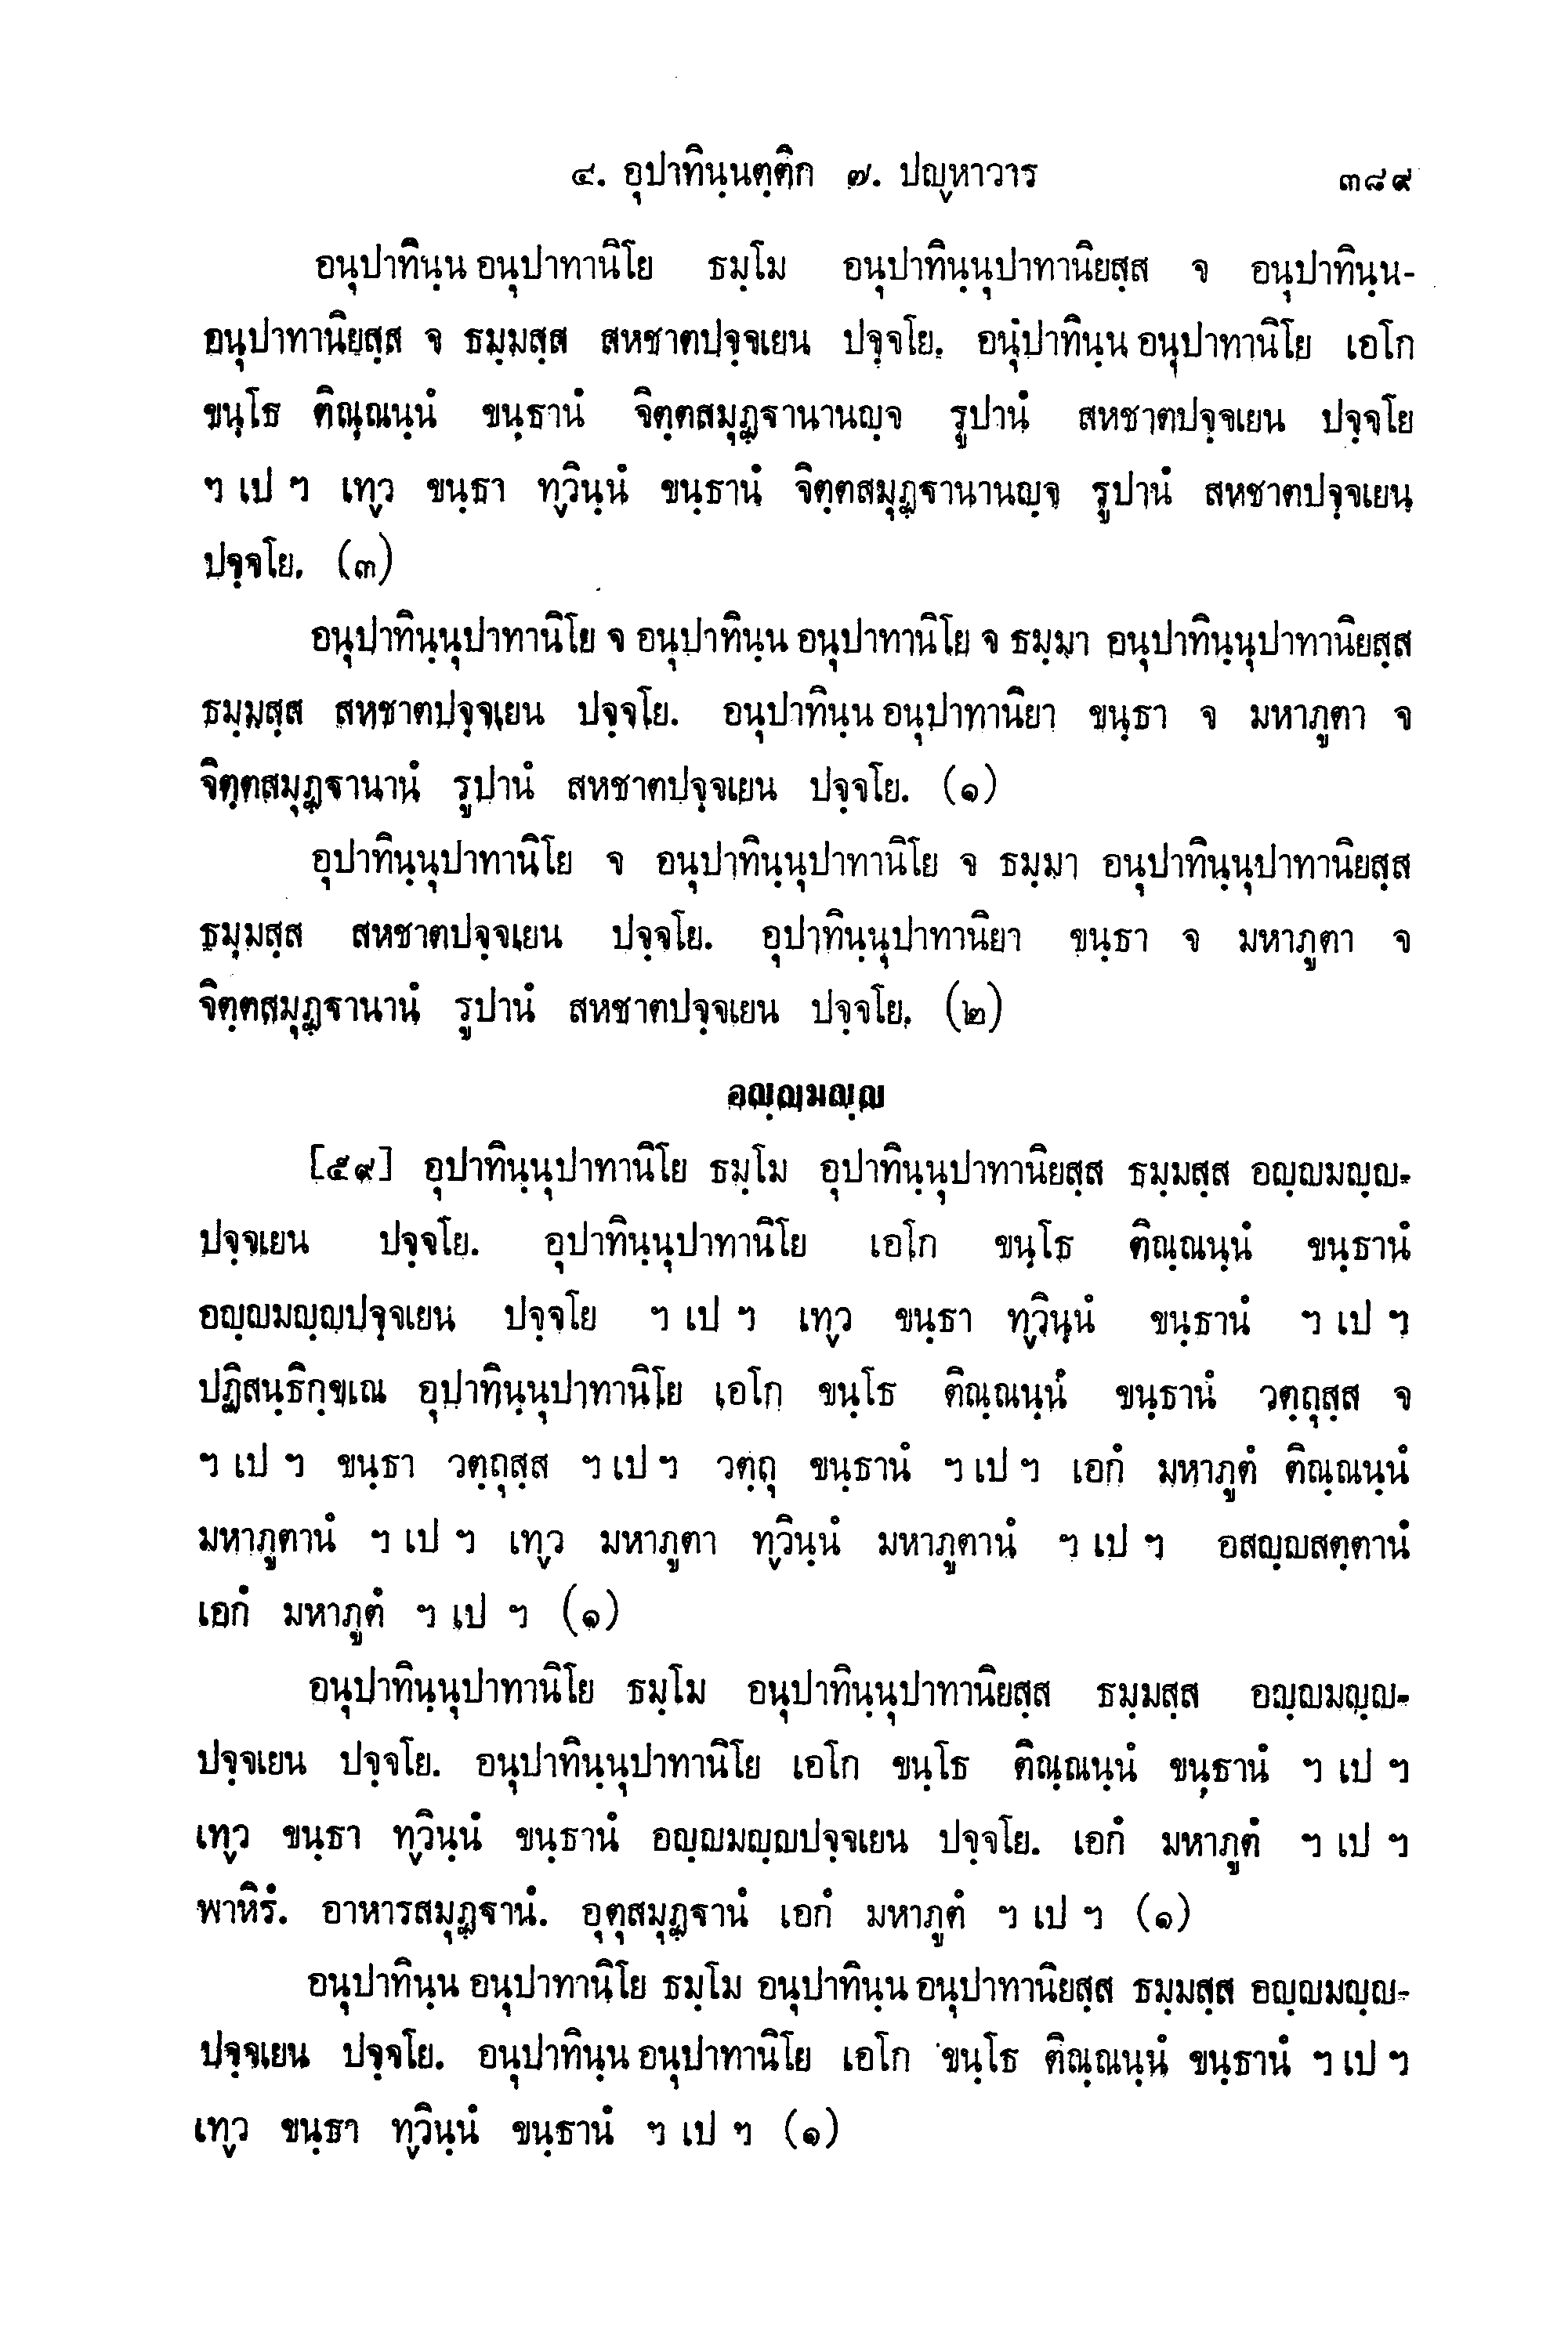 ๔. อุปาทินฺนตฺติก ๗. ปญฺหาวาร ๓๘๙
อนุปาทินฺน อนุปาทานิโย ธมฺโม อนุปาทินฺนุปาทานิยสฺส จ อนุปาทินฺน-
อนุปาทานิยสฺส จ ธมฺมสฺส สหชาตปจฺจเยน ปจฺจโย. อนุปาทินฺน อนุปาทานิโย เอโก
ขนฺโธ ติณฺณนฺนํ ขนฺธานํ จิตฺตสมุฏฺฐานานญฺจ รูปานํ สหชาตปจฺจเยน ปจฺจโย
ฯ เป ฯ เทฺว ขนฺธา ทฺวินฺนํ ขนฺธานํ จิตฺตสมุฏฺฐานานญฺจ รูปานํ สหชาตปจฺจเยน
ปจฺจโย. (๓)
อนุปาทินฺนุปาทานิโย จ อนุปาทินฺน อนุปาทานิโย จ ธมฺมา อนุปาทินฺนุปาทานิยสฺส
ธมฺมสฺส สหชาตปจฺจเยน ปจฺจโย. อนุปาทินฺน อนุปาทานิยา ขนฺธา จ มหาภูตา จ
จิตฺตสมุฏฺฐานานํ รูปานํ สหชาตปจฺจเยน ปจฺจโย. (๑)
อุปาทินฺนุปาทานิโย จ อนุปาทินฺนุปาทานิโย จ ธมฺมา อนุปาทินฺนุปาทานิยสฺส
ธมฺมสฺส สหชาตปจฺจเยน ปจฺจโย. อุปาทินฺนุปาทานิยา ขนฺธา จ มหาภูตา จ
จิตฺตสมุฏฺฐานานํ รูปานํ สหชาตปจฺจเยน ปจฺจโย. (๒)
อญฺญมญฺญ
[๕๙] อุปาทินฺนุปาทานิโย ธมฺโม อุปาทินฺนุปาทานิยสฺส ธมฺมสฺส อญฺญมญฺญ-
ปจฺจเยน ปจฺจโย. อุปาทินฺนุปาทานิโย เอโก ขนฺโธ ติณฺณนฺนํ ขนฺธานํ
อญฺญมญฺญปจฺจเยน ปจฺจโย ฯ เป ฯ เทฺว ขนฺธา ทฺวินฺนํ ขนฺธานํ ฯ เป ฯ
ปฏิสนฺธิกฺขเณ อุปาทินฺนุปาทานิโย เอโก ขนฺโธ ติณฺณนฺนํ ขนฺธานํ วตฺถุสฺส จ
ฯ เป ฯ ขนฺธา วตฺถุสฺส ฯ เป ฯ วตฺถุ ขนฺธานํ ฯ เป ฯ เอกํ มหาภูตํ ติณฺณนฺนํ
มหาภูตานํ ฯ เป ฯ เทฺว มหาภูตา ทฺวินฺนํ มหาภูตานํ ฯ เป ฯ อสญฺญสตฺตานํ
เอกํ มหาภูตํ ฯ เป ฯ (๑)
อนุปาทินฺนุปาทานิโย ธมฺโม อนุปาทินฺนุปาทานิยสฺส ธมฺมสฺส อญฺญมญฺญ-
ปจฺจเยน ปจฺจโย. อนุปาทินฺนุปาทานิโย เอโก ขนฺโธ ติณฺณนฺนํ ขนฺธานํ ฯ เป ฯ
เทฺว ขนฺธา ทฺวินฺนํ ขนฺธานํ อญฺญมญฺญปจฺจเยน ปจฺจโย. เอกํ มหาภูตํ ฯ เป ฯ
พาหิรํ. อาหารสมุฏฺฐานํ. อุตุสมุฏฺฐานํ เอกํ มหาภูตํ ฯ เป ฯ (๑)
อนุปาทินฺน อนุปาทานิโย ธมฺโม อนุปาทินฺน อนุปาทานิยสฺส ธมฺมสฺส อญฺญมญฺญ-
ปจฺจเยน ปจฺจโย. อนุปาทินฺน อนุปาทานิโย เอโก ขนฺโธ ติณฺณนฺนํ ขนฺธานํ ฯ เป ฯ
เทฺว ขนฺธา ทฺวินฺนํ ขนฺธานํ ฯ เป ฯ (๑)